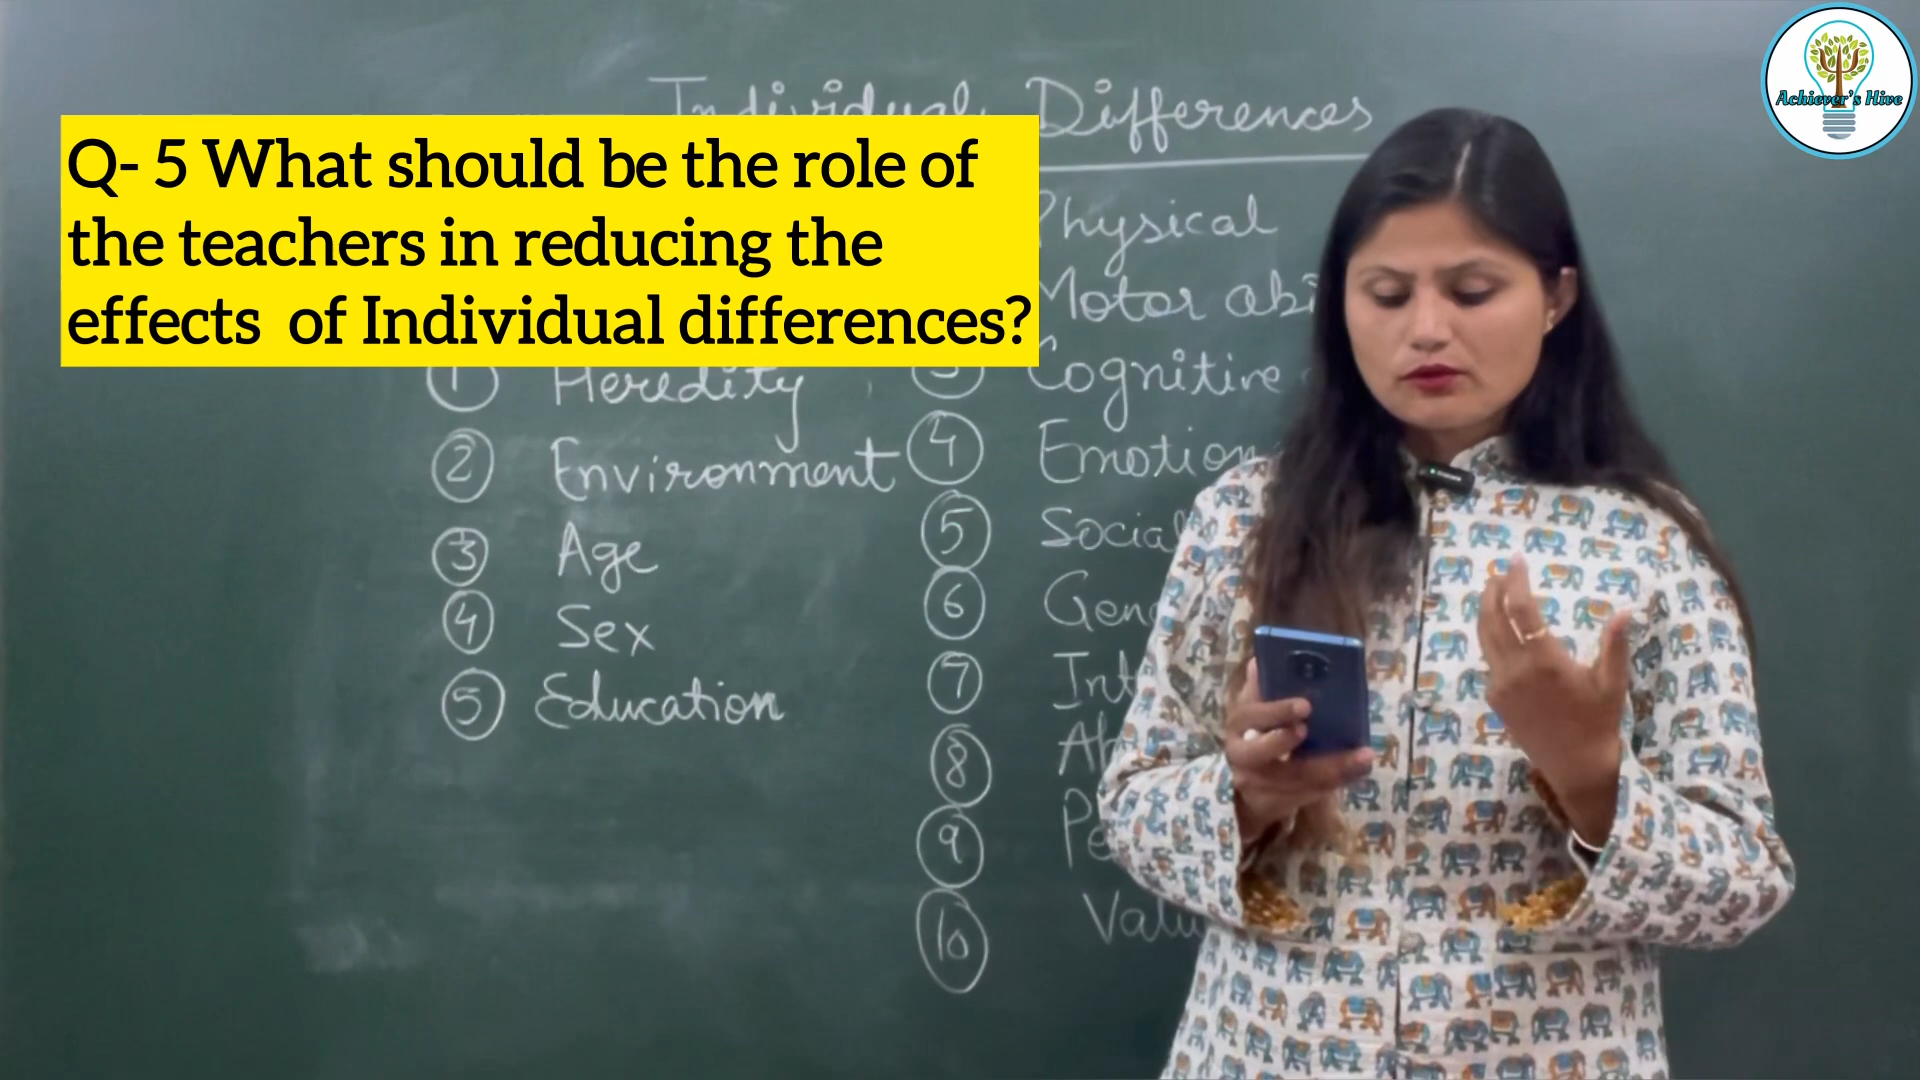 Achiever's Hive
Individual Differences
Q- 5 What should be the role of
the teachers in reducing the
effects of Individual differences?
1 Heredity
2 Environment
3 Age
4 Sex
5 Education
Physical
Motor
3 Cognitive
4
5
6
7
8
9
10